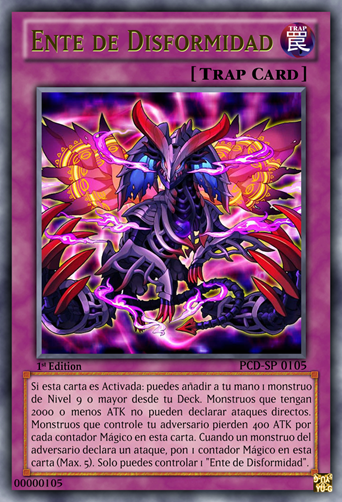 ENTE DE DISFORMIDAD
TRAP
罠
[ TRAP CARD ]
1st Edition
PCD-SP 0105
Si esta carta es Activada: puedes añadir a tu mano 1 monstruo
de Nivel 9 o mayor desde tu Deck. Monstruos que tengan
2000 o menos ATK no pueden declarar ataques directos.
Monstruos que controle tu adversario pierden 400 ATK por
cada contador Mágico en esta carta. Cuando un monstruo del
adversario declara un ataque, pon 1 contador Mágico en esta
carta (Max. 5). Solo puedes controlar 1 "Ente de Disformidad".
00000105